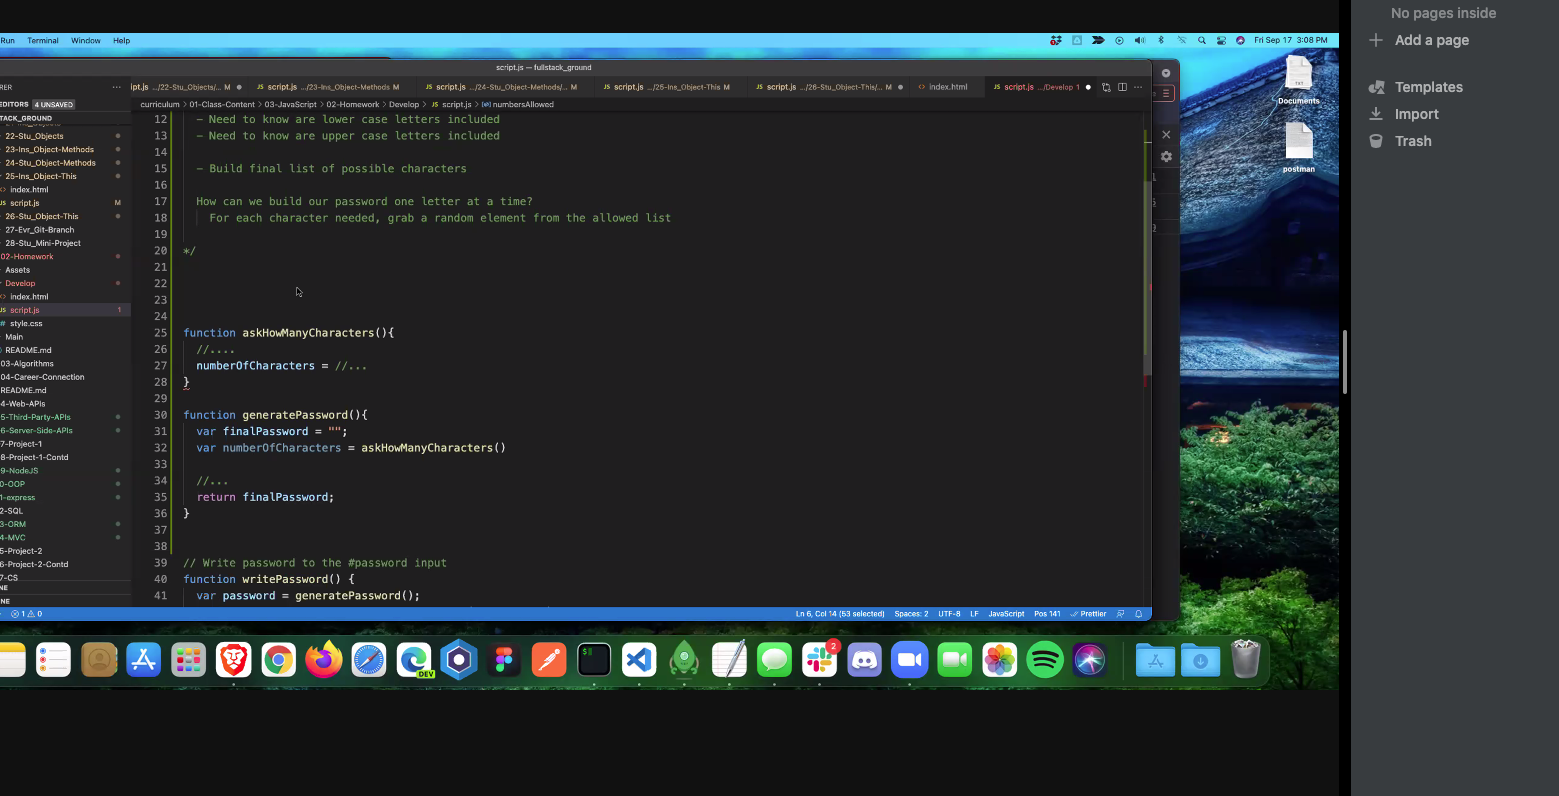 No pages inside
Add a page
Templates
Import
Trash
Run Terminal Window Help
Fri Sep 17 3:08 PM
script.js — fullstack_ground
EDITORS 4 UNSAVED
22-Stu_Objects
23-Ins_Object-Methods
24-Stu_Object-Methods
25-Ins_Object-This
index.html
script.js M
26-Stu_Object-This
27-Evr_Git-Branch
28-Stu_Mini-Project
02-Homework
Assets
Develop
index.html
script.js 1
style.css
Main
README.md
03-Algorithms
04-Career-Connection
README.md
4-Web-APIs
5-Third-Party-APIs
6-Server-Side-APIs
7-Project-1
8-Project-1-Contd
9-NodeJS
0-OOP
1-express
2-SQL
3-ORM
4-MVC
5-Project-2
6-Project-2-Contd
7-CS
ipt.js .../22-Stu_Objects/... M
JS script.js .../23-Ins_Object-Methods M
JS script.js .../24-Stu_Object-Methods/... M
JS script.js .../25-Ins_Object-This M
JS script.js .../26-Stu_Object-This/... M
<> index.html
JS script.js .../Develop 1
curriculum > 01-Class-Content > 03-JavaScript > 02-Homework > Develop > JS script.js > numbersAllowed
12 - Need to know are lower case letters included
13 - Need to know are upper case letters included
14
15 - Build final list of possible characters
16
17 How can we build our password one letter at a time?
18 For each character needed, grab a random element from the allowed list
19
20 */
21
22
23
24
25 function askHowManyCharacters(){
26 //....
27 numberOfCharacters = //...
28 }
29
30 function generatePassword(){
31 var finalPassword = "";
32 var numberOfCharacters = askHowManyCharacters()
33
34 //...
35 return finalPassword;
36 }
37
38
39 // Write password to the #password input
40 function writePassword() {
41 var password = generatePassword();
1 0
Ln 6, Col 14 (53 selected) Spaces: 2 UTF-8 LF JavaScript Pos 141 Prettier
Documents
postman
DEV
2